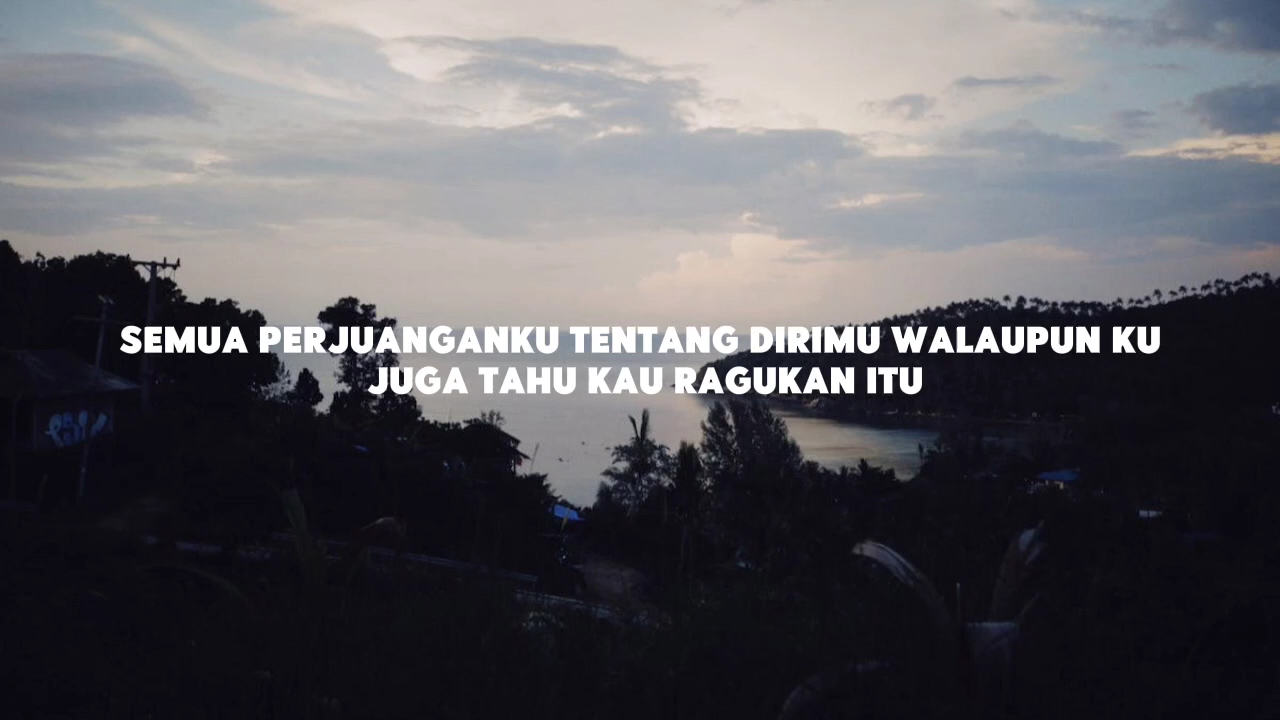 SEMUA PERJUANGANKU TENTANG DIRIMU WALAUPUN KU
JUGA TAHU KAU RAGUKAN ITU